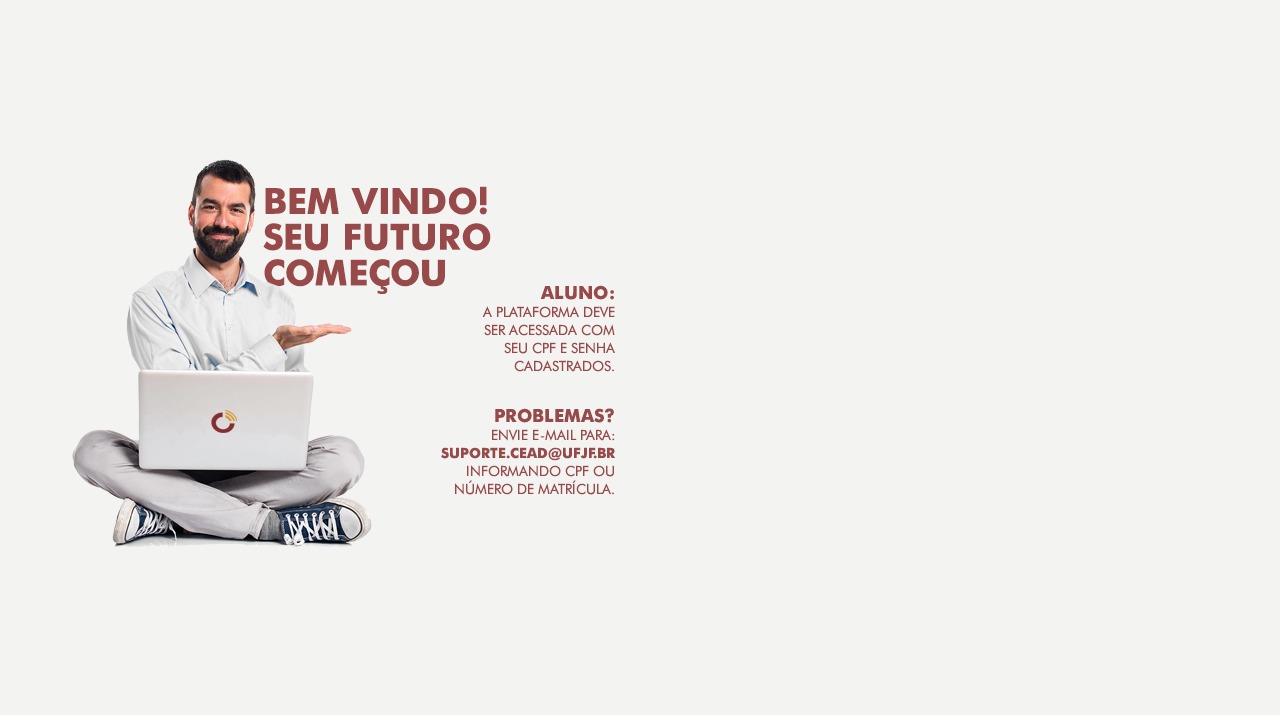 BEM VINDO!
SEU FUTURO
COMEÇOU
ALUNO:
A PLATAFORMA DEVE
SER ACESSADA COM
SEU CPF E SENHA
CADASTRADOS.
PROBLEMAS?
ENVIE E-MAIL PARA:
SUPORTE.CEAD@UFJF.BR
INFORMANDO CPF OU
NÚMERO DE MATRÍCULA.